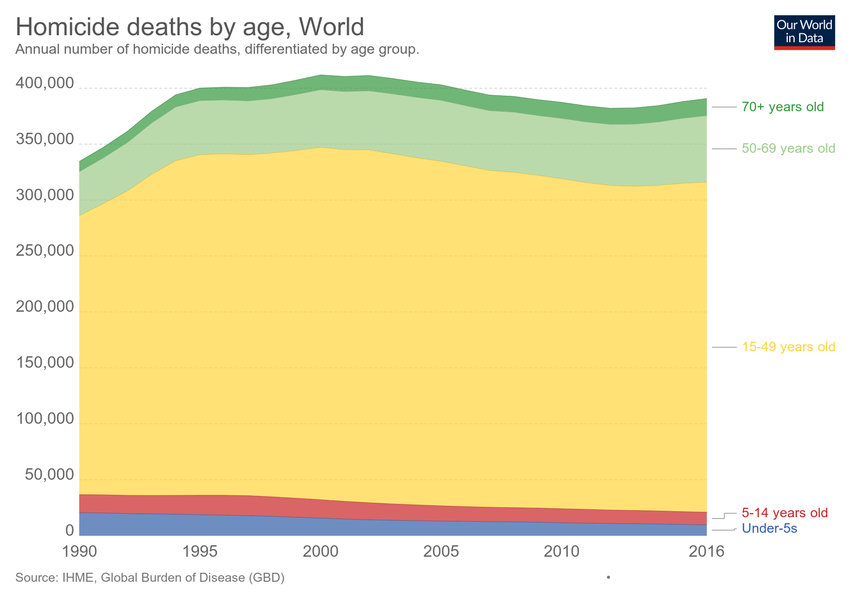 Homicide deaths by age, World
Annual number of homicide deaths, differentiated by age group.
Our World
in Data
400,000
350,000
300,000
250,000
200,000
150,000
100,000
50,000
0
70+ years old
50-69 years old
15-49 years old
5-14 years old
Under-5s
1990
1995
2000
2005
2010
2016
Source: IHME, Global Burden of Disease (GBD)